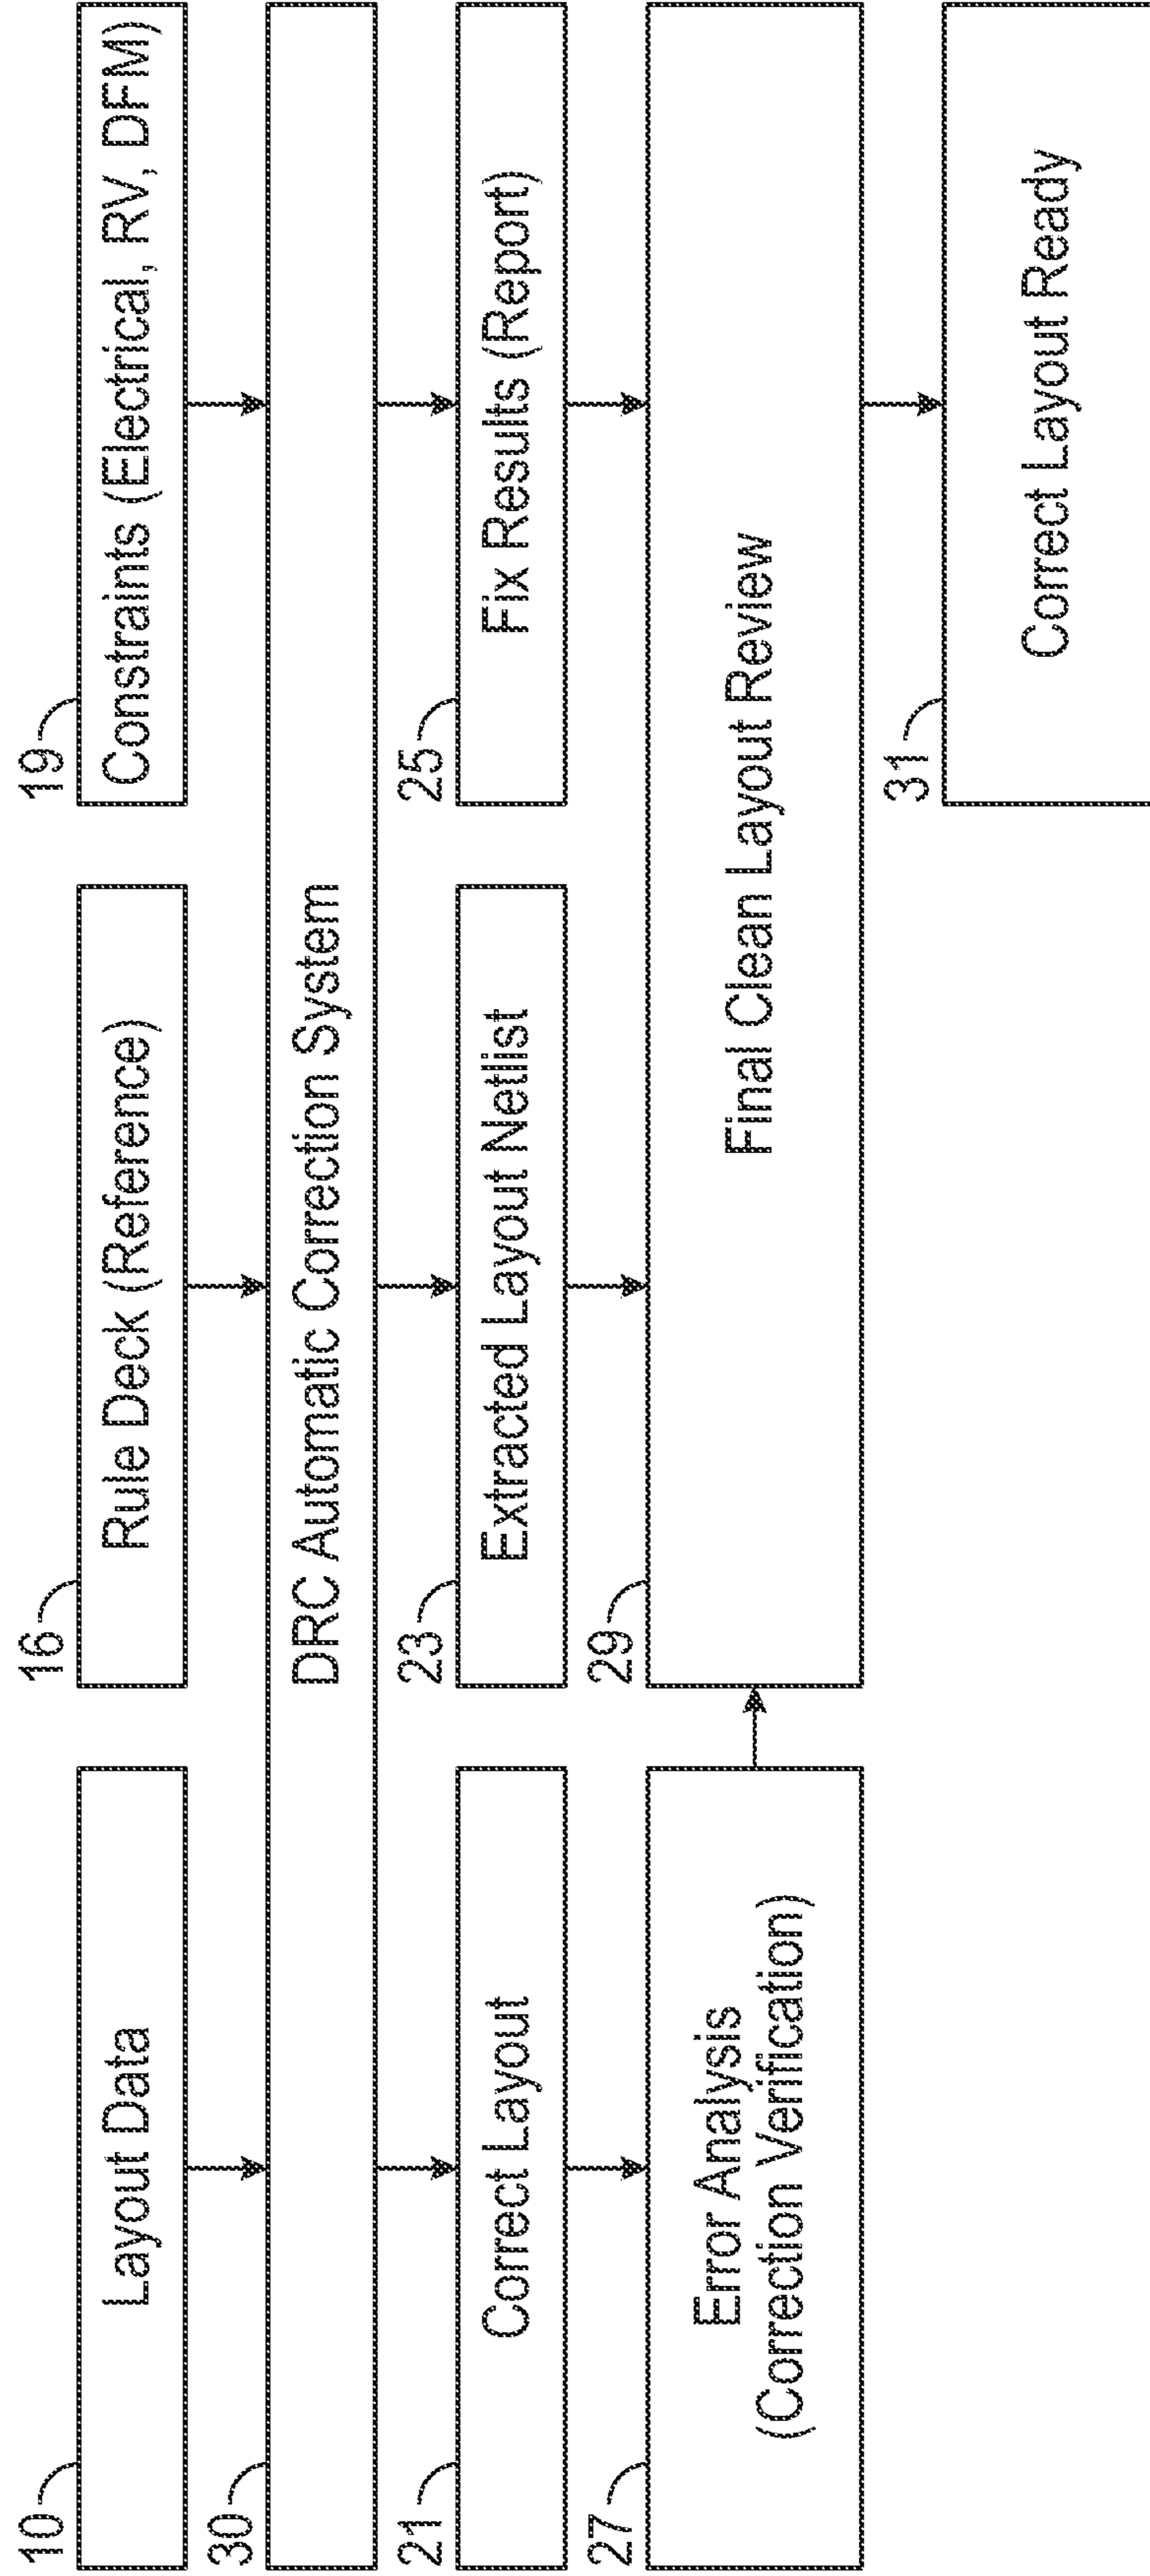 10
Layout Data
16
Rule Deck (Reference)
19
Constraints (Electrical, RV, DFM)
30
DRC Automatic Correction System
21
Correct Layout
23
Extracted Layout Netlist
25
Fix Results (Report)
27
Error Analysis
(Correction Verification)
29
Final Clean Layout Review
31
Correct Layout Ready